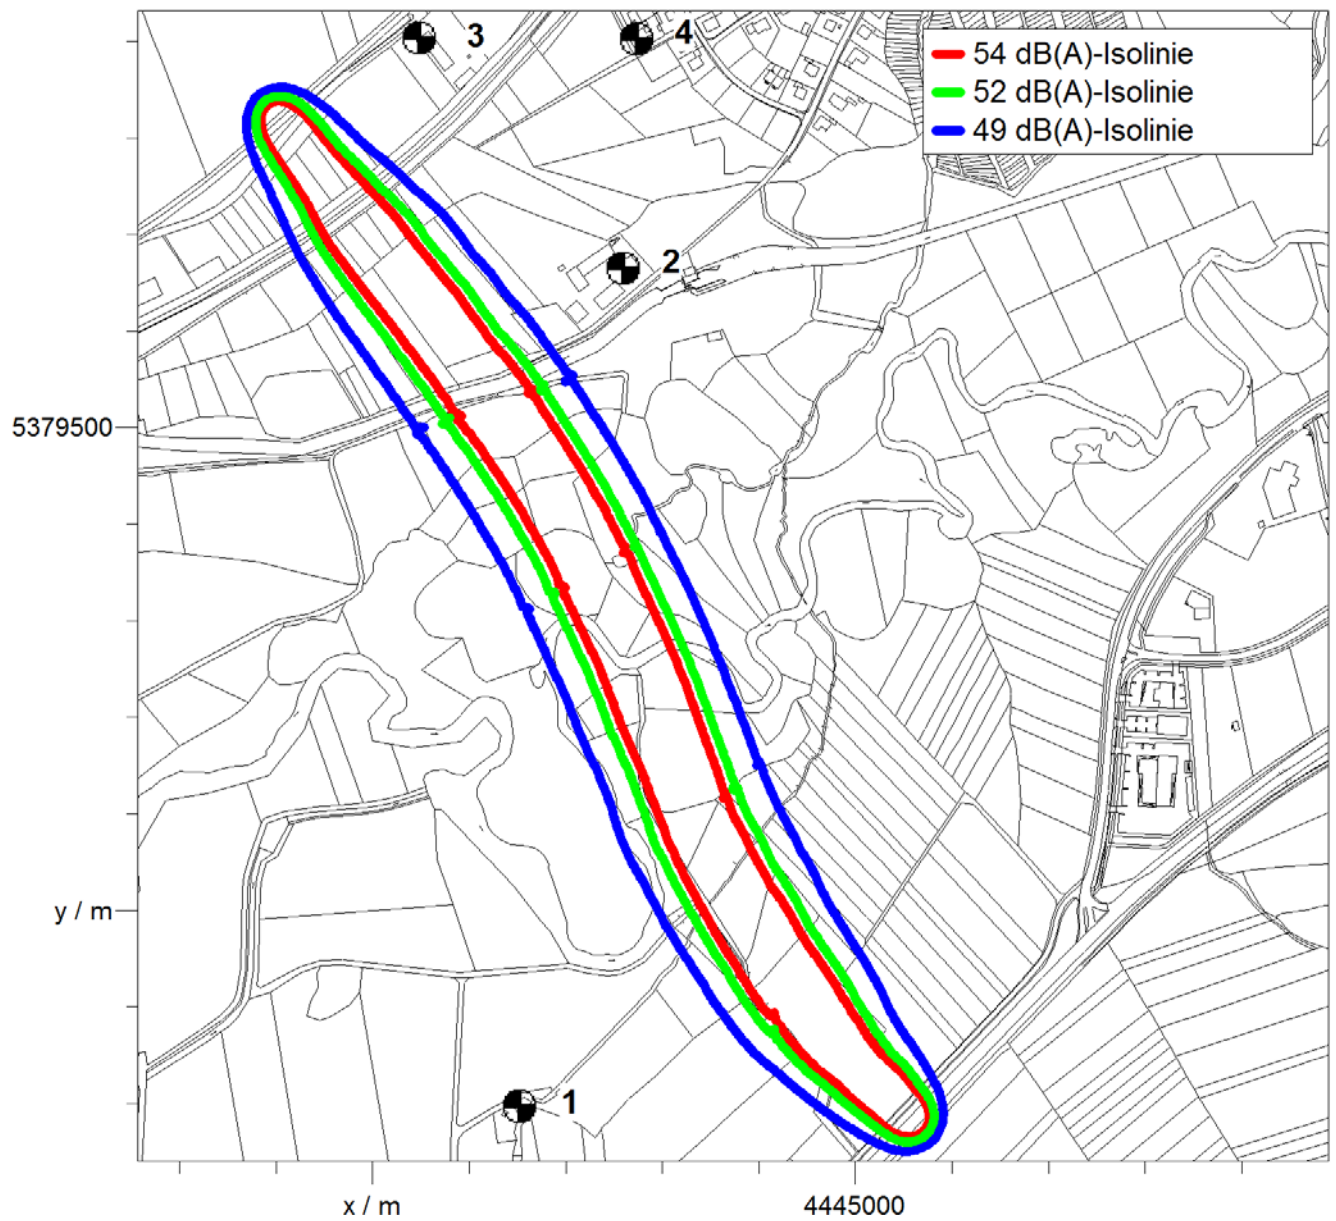 3
4
54 dB(A)-Isolinie
52 dB(A)-Isolinie
49 dB(A)-Isolinie
2
5379500
y / m
1
x / m
4445000